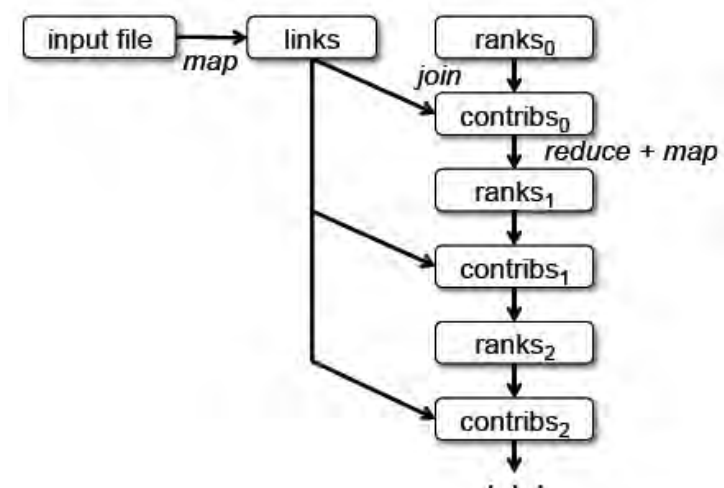 input file
map
links
ranks₀
join
contribs₀
reduce + map
ranks₁
contribs₁
ranks₂
contribs₂
. . .